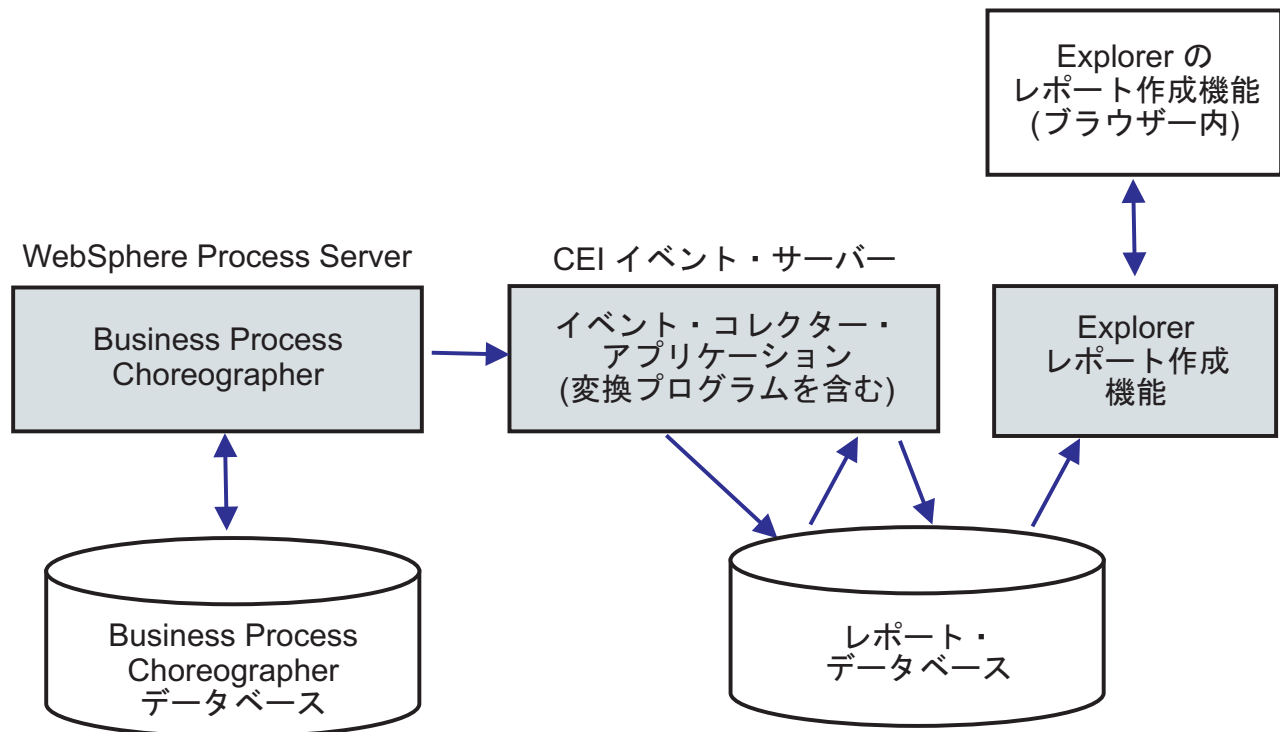 Explorer の
レポート作成機能
(ブラウザー内)
WebSphere Process Server
CEI イベント・サーバー
Business Process
Choreographer
イベント・コレクター・
アプリケーション
(変換プログラムを含む)
Explorer
レポート作成
機能
Business Process
Choreographer
データベース
レポート・
データベース